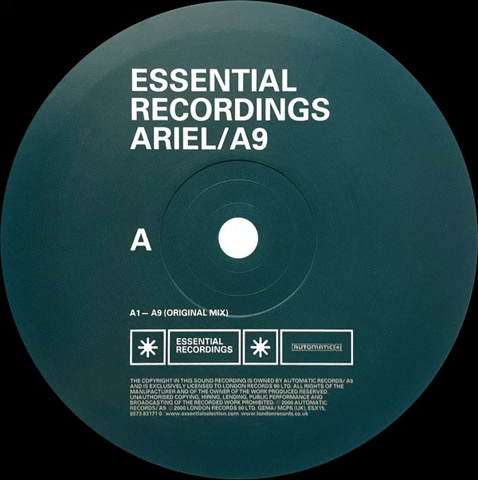 ESSENTIAL
RECORDINGS
ARIEL/A9
A
A1— A9 (ORIGINAL MIX)
ESSENTIAL
RECORDINGS
AUTOMATIC(+)
THE COPYRIGHT IN THIS SOUND RECORDING IS OWNED BY AUTOMATIC RECORDS/ A9
AND IS EXCLUSIVELY LICENSED TO LONDON RECORDS 90 LTD. ALL RIGHTS OF THE
MANUFACTURER AND OF THE OWNER OF THE WORK PRODUCED RESERVED
UNAUTHORISED COPYING, HIRING, LENDING, PUBLIC PERFORMANCE AND
BROADCASTING OF THE RECORDED WORK PROHIBITED. ℗ 2000 AUTOMATIC
RECORDS/ A9 © 2000 LONDON RECORDS 90 LTD. GEMA/ MCPS (UK), ESX15,
8573 83171 0 www.essentialselection.com www.londonrecords.co.uk